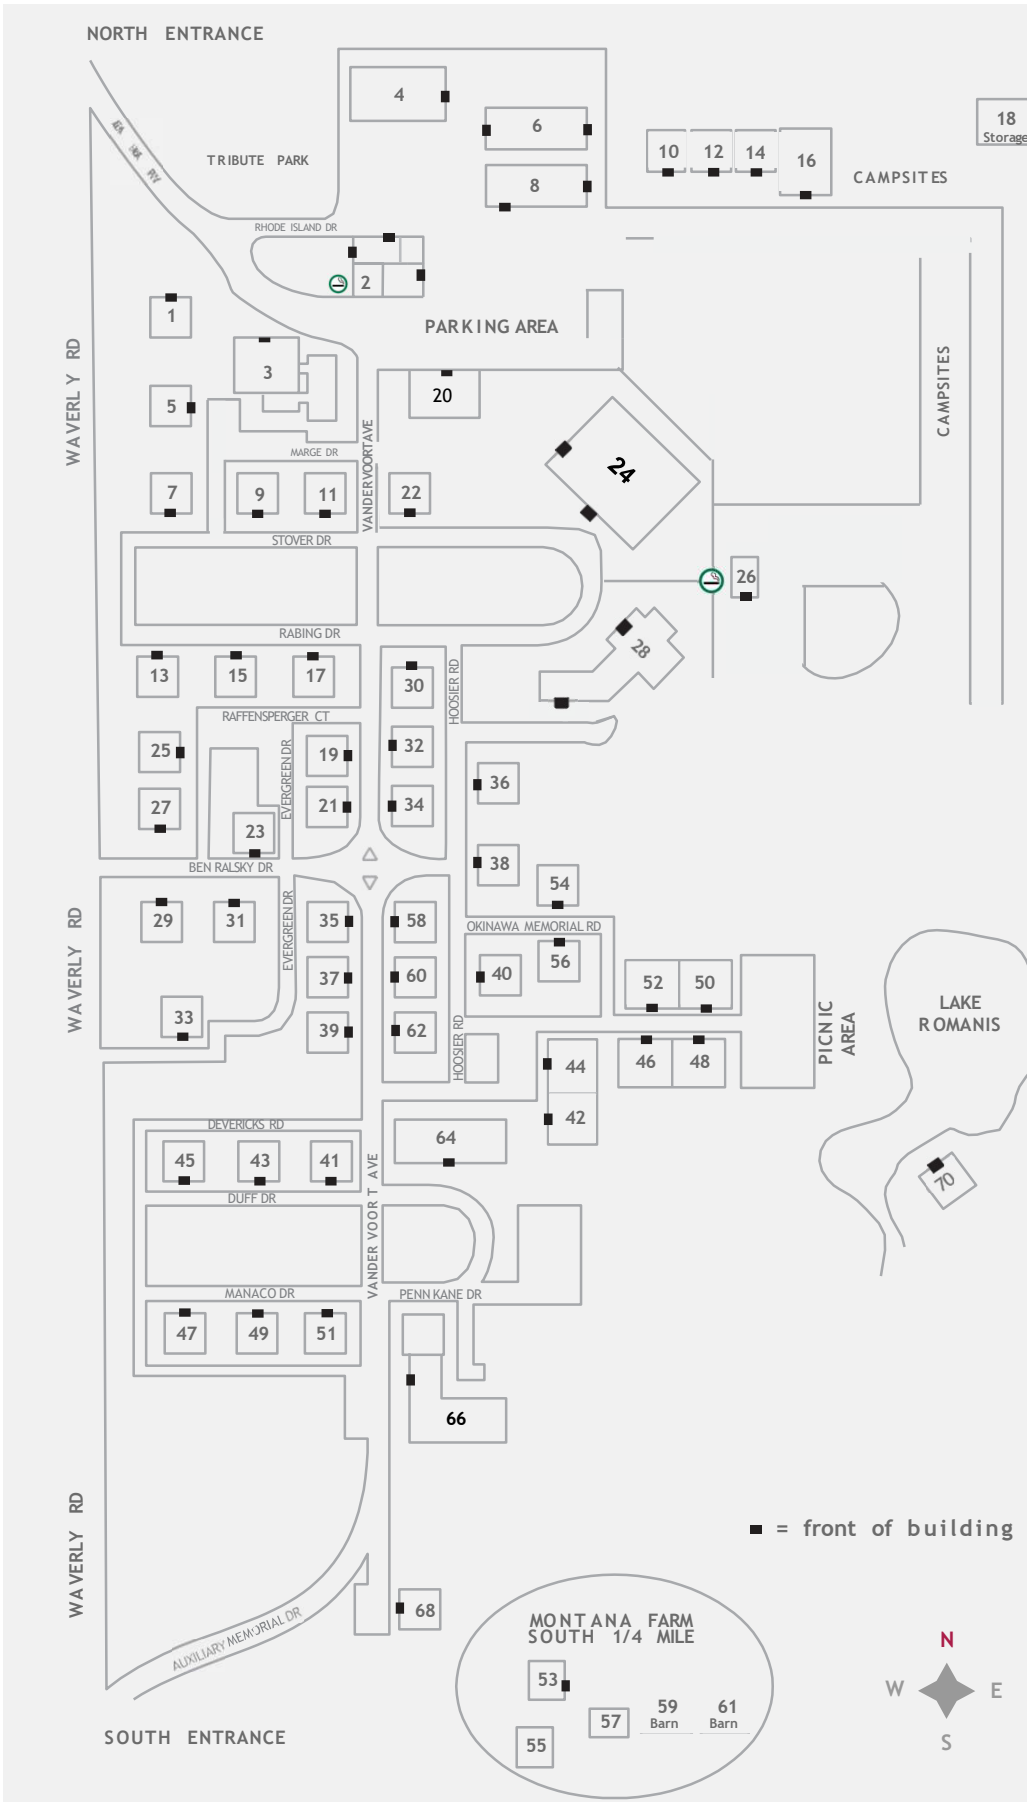 NORTH ENTRANCE
4
6
18
Storage
10
12
14
16
CAMPSITES
TRIBUTE PARK
8
RHODE ISLAND DR
2
1
PARKING AREA
WAVERLY RD
3
CAMPSITES
5
20
VANDERVOORT AVE
MARGE DR
24
7
9
11
22
STOVER DR
26
RABING DR
28
13
15
17
30
HOOSIER RD
RAFFENSPERGER CT
25
19
32
EVERGREEN DR
36
27
21
34
23
38
BEN RALSKY DR
54
WAVERLY RD
29
31
EVERGREEN DR
35
58
OKINAWA MEMORIAL RD
56
37
60
40
52
50
LAKE
ROMANIS
33
39
62
HOOSIER RD
PICNIC
AREA
44
46
48
42
DEVERICKS RD
64
45
43
41
70
DUFF DR
VANDER VOORT AVE
MANACO DR
PENN KANE DR
47
49
51
66
WAVERLY RD
= front of building
68
AUXILIARY MEMORIAL DR
MONTANA FARM
SOUTH 1/4 MILE
N
53
W
E
59
Barn
61
Barn
57
S
55
SOUTH ENTRANCE